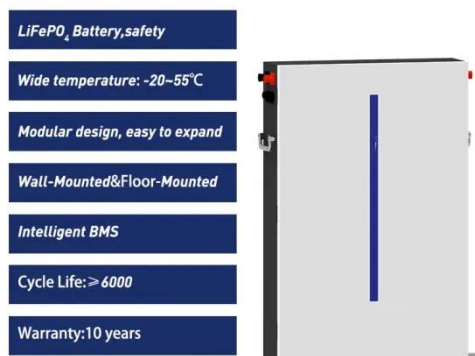 LiFePO₄ Battery,safety
Wide temperature: -20~55℃
Modular design, easy to expand
Wall-Mounted&Floor-Mounted
Intelligent BMS
Cycle Life:≥6000
Warranty:10 years